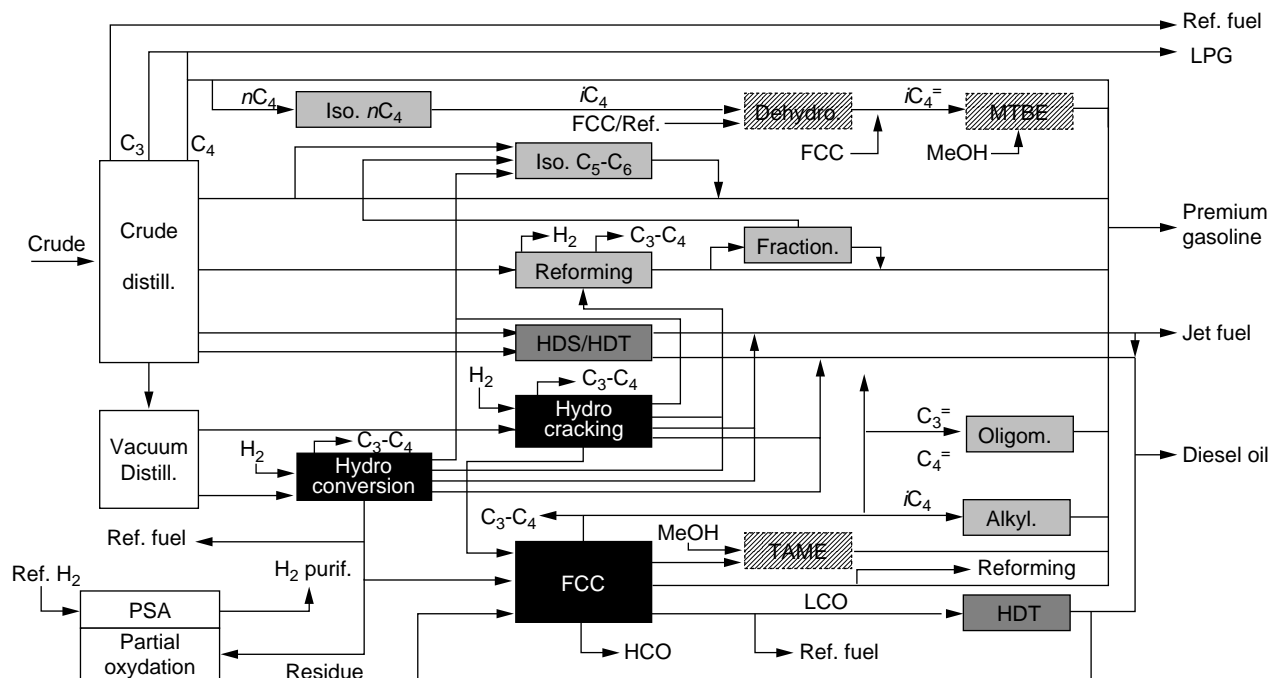 Ref. fuel
LPG
nC4
Iso. nC4
iC4
FCC/Ref.
Dehydro.
iC4=
MTBE
FCC
MeOH
C3
C4
Iso. C5-C6
Crude
Crude
distill.
H2
C3-C4
Reforming
Fraction.
Premium
gasoline
HDS/HDT
Jet fuel
H2
C3-C4
Hydro
cracking
Vacuum
Distill.
H2
C3-C4
Hydro
conversion
C3=
C4=
Oligom.
Diesel oil
C3-C4
iC4
Alkyl.
Ref. fuel
MeOH
TAME
Reforming
Ref. H2
H2 purif.
PSA
Partial
oxydation
Residue
FCC
LCO
HDT
HCO
Ref. fuel